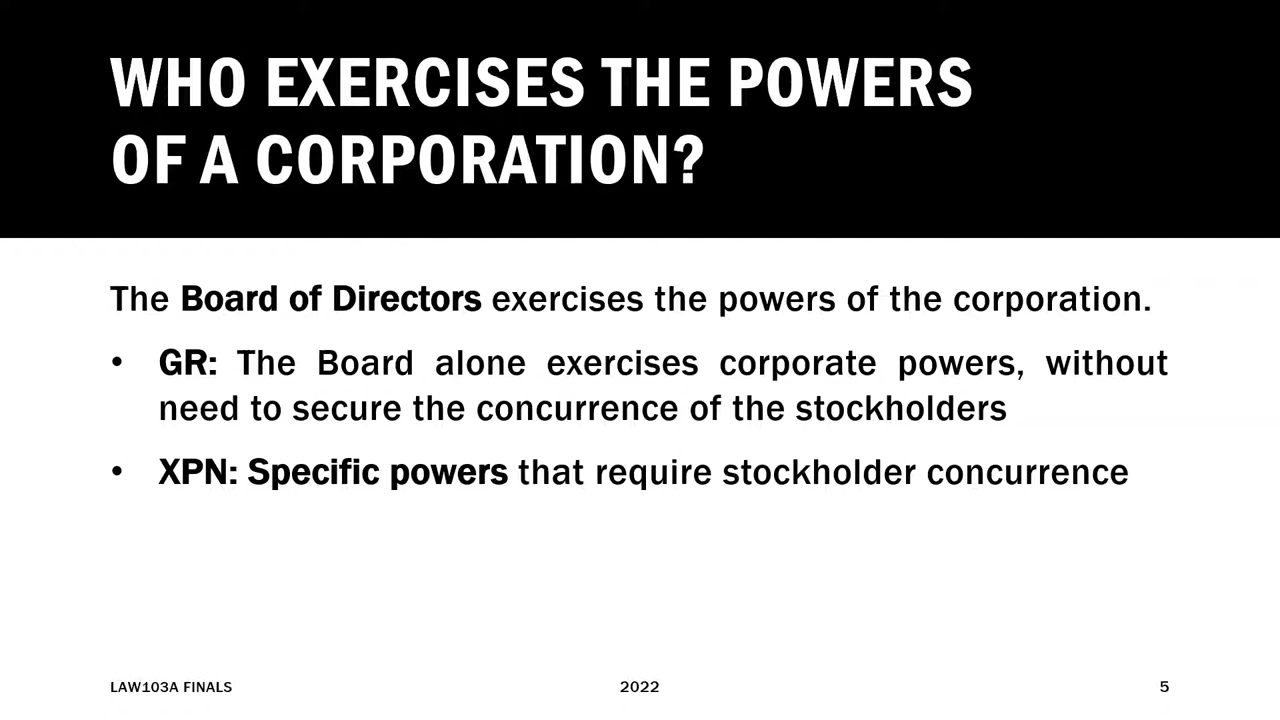 WHO EXERCISES THE POWERS
OF A CORPORATION?
The Board of Directors exercises the powers of the corporation.
• GR: The Board alone exercises corporate powers, without
need to secure the concurrence of the stockholders
• XPN: Specific powers that require stockholder concurrence
LAW103A FINALS
2022
5